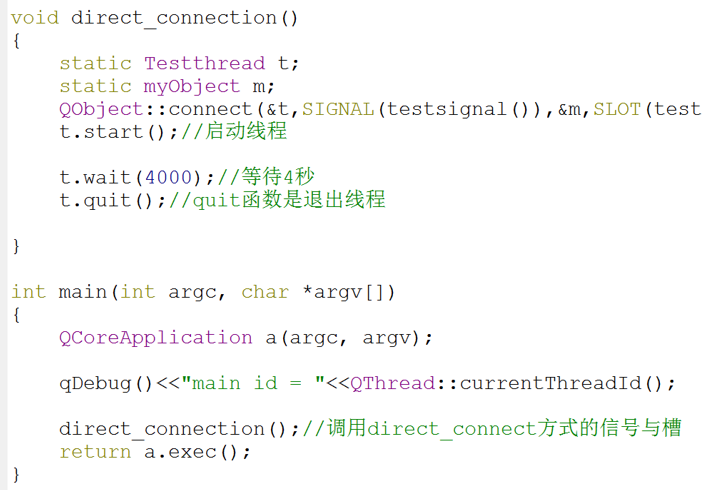 void direct_connection()
{
static Testthread t;
static myObject m;
QObject::connect(&t,SIGNAL(testsignal()),&m,SLOT(test
t.start();//启动线程
t.wait(4000);//等待4秒
t.quit();//quit函数是退出线程
}
int main(int argc, char *argv[])
{
QCoreApplication a(argc, argv);
qDebug()<<"main id = "<<QThread::currentThreadId();
direct_connection();//调用direct_connect方式的信号与槽
return a.exec();
}